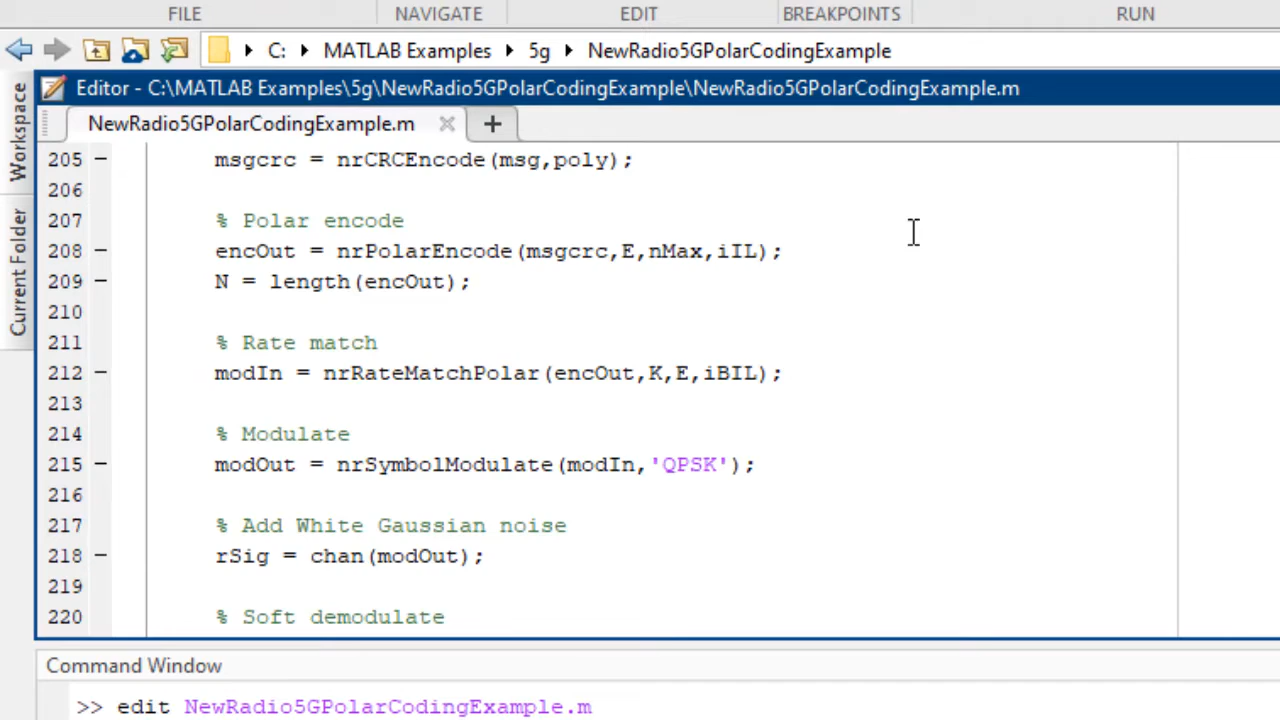 FILE NAVIGATE EDIT BREAKPOINTS RUN
C: MATLAB Examples 5g NewRadio5GPolarCodingExample
Workspace
Current Folder
Editor - C:\MATLAB Examples\5g\NewRadio5GPolarCodingExample\NewRadio5GPolarCodingExample.m
NewRadio5GPolarCodingExample.m
205 – msgcrc = nrCRCEncode(msg,poly);
206
207 % Polar encode
208 – encOut = nrPolarEncode(msgcrc,E,nMax,iIL);
209 – N = length(encOut);
210
211 % Rate match
212 – modIn = nrRateMatchPolar(encOut,K,E,iBIL);
213
214 % Modulate
215 – modOut = nrSymbolModulate(modIn,'QPSK');
216
217 % Add White Gaussian noise
218 – rSig = chan(modOut);
219
220 % Soft demodulate
Command Window
>> edit NewRadio5GPolarCodingExample.m